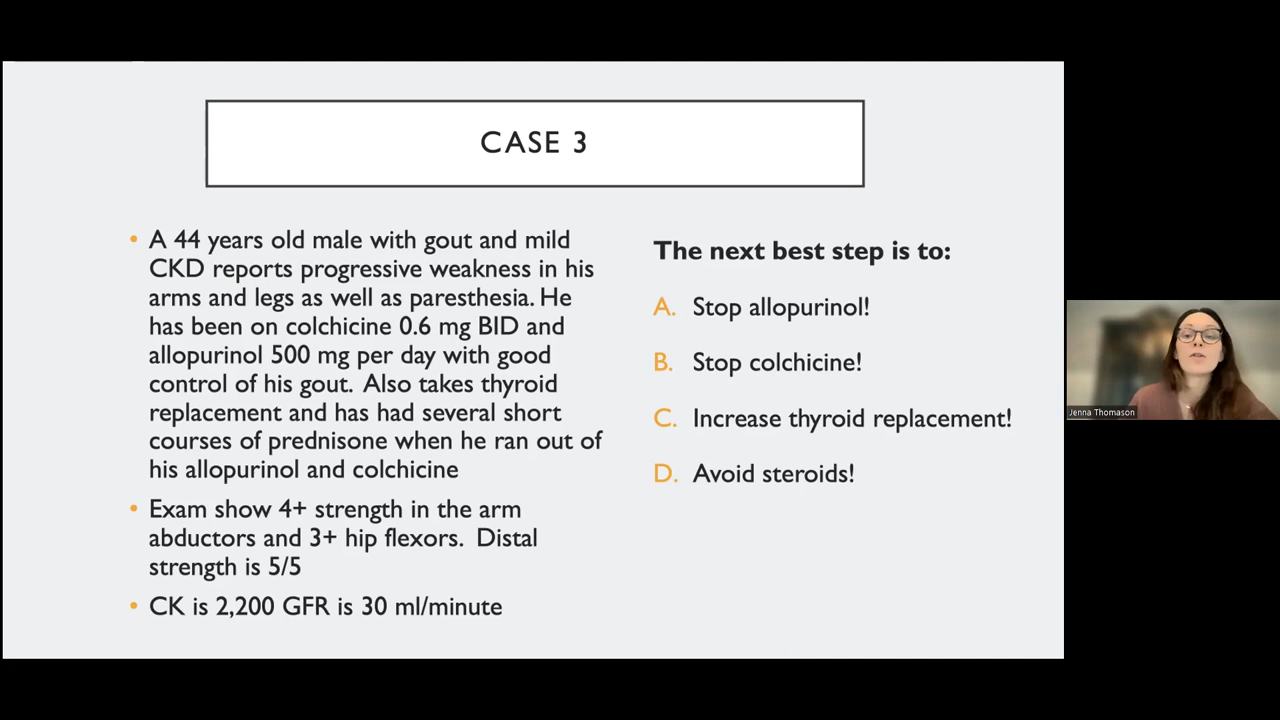 CASE 3
• A 44 years old male with gout and mild
CKD reports progressive weakness in his
arms and legs as well as paresthesia. He
has been on colchicine 0.6 mg BID and
allopurinol 500 mg per day with good
control of his gout. Also takes thyroid
replacement and has had several short
courses of prednisone when he ran out of
his allopurinol and colchicine
• Exam show 4+ strength in the arm
abductors and 3+ hip flexors. Distal
strength is 5/5
• CK is 2,200 GFR is 30 ml/minute
The next best step is to:
A. Stop allopurinol!
B. Stop colchicine!
C. Increase thyroid replacement!
D. Avoid steroids!
Jenna Thomason